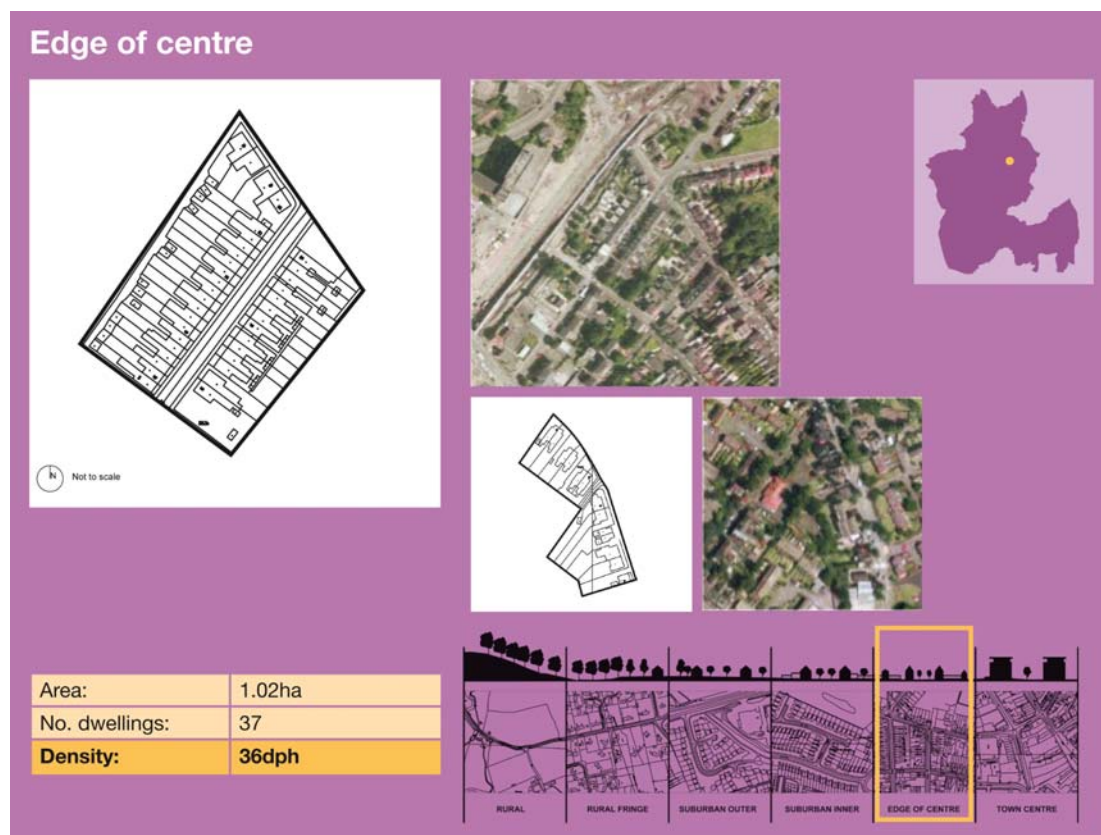 Edge of centre
N Not to scale
Area: 1.02ha
No. dwellings: 37
Density: 36dph
RURAL RURAL FRINGE SUBURBAN OUTER SUBURBAN INNER EDGE OF CENTRE TOWN CENTRE